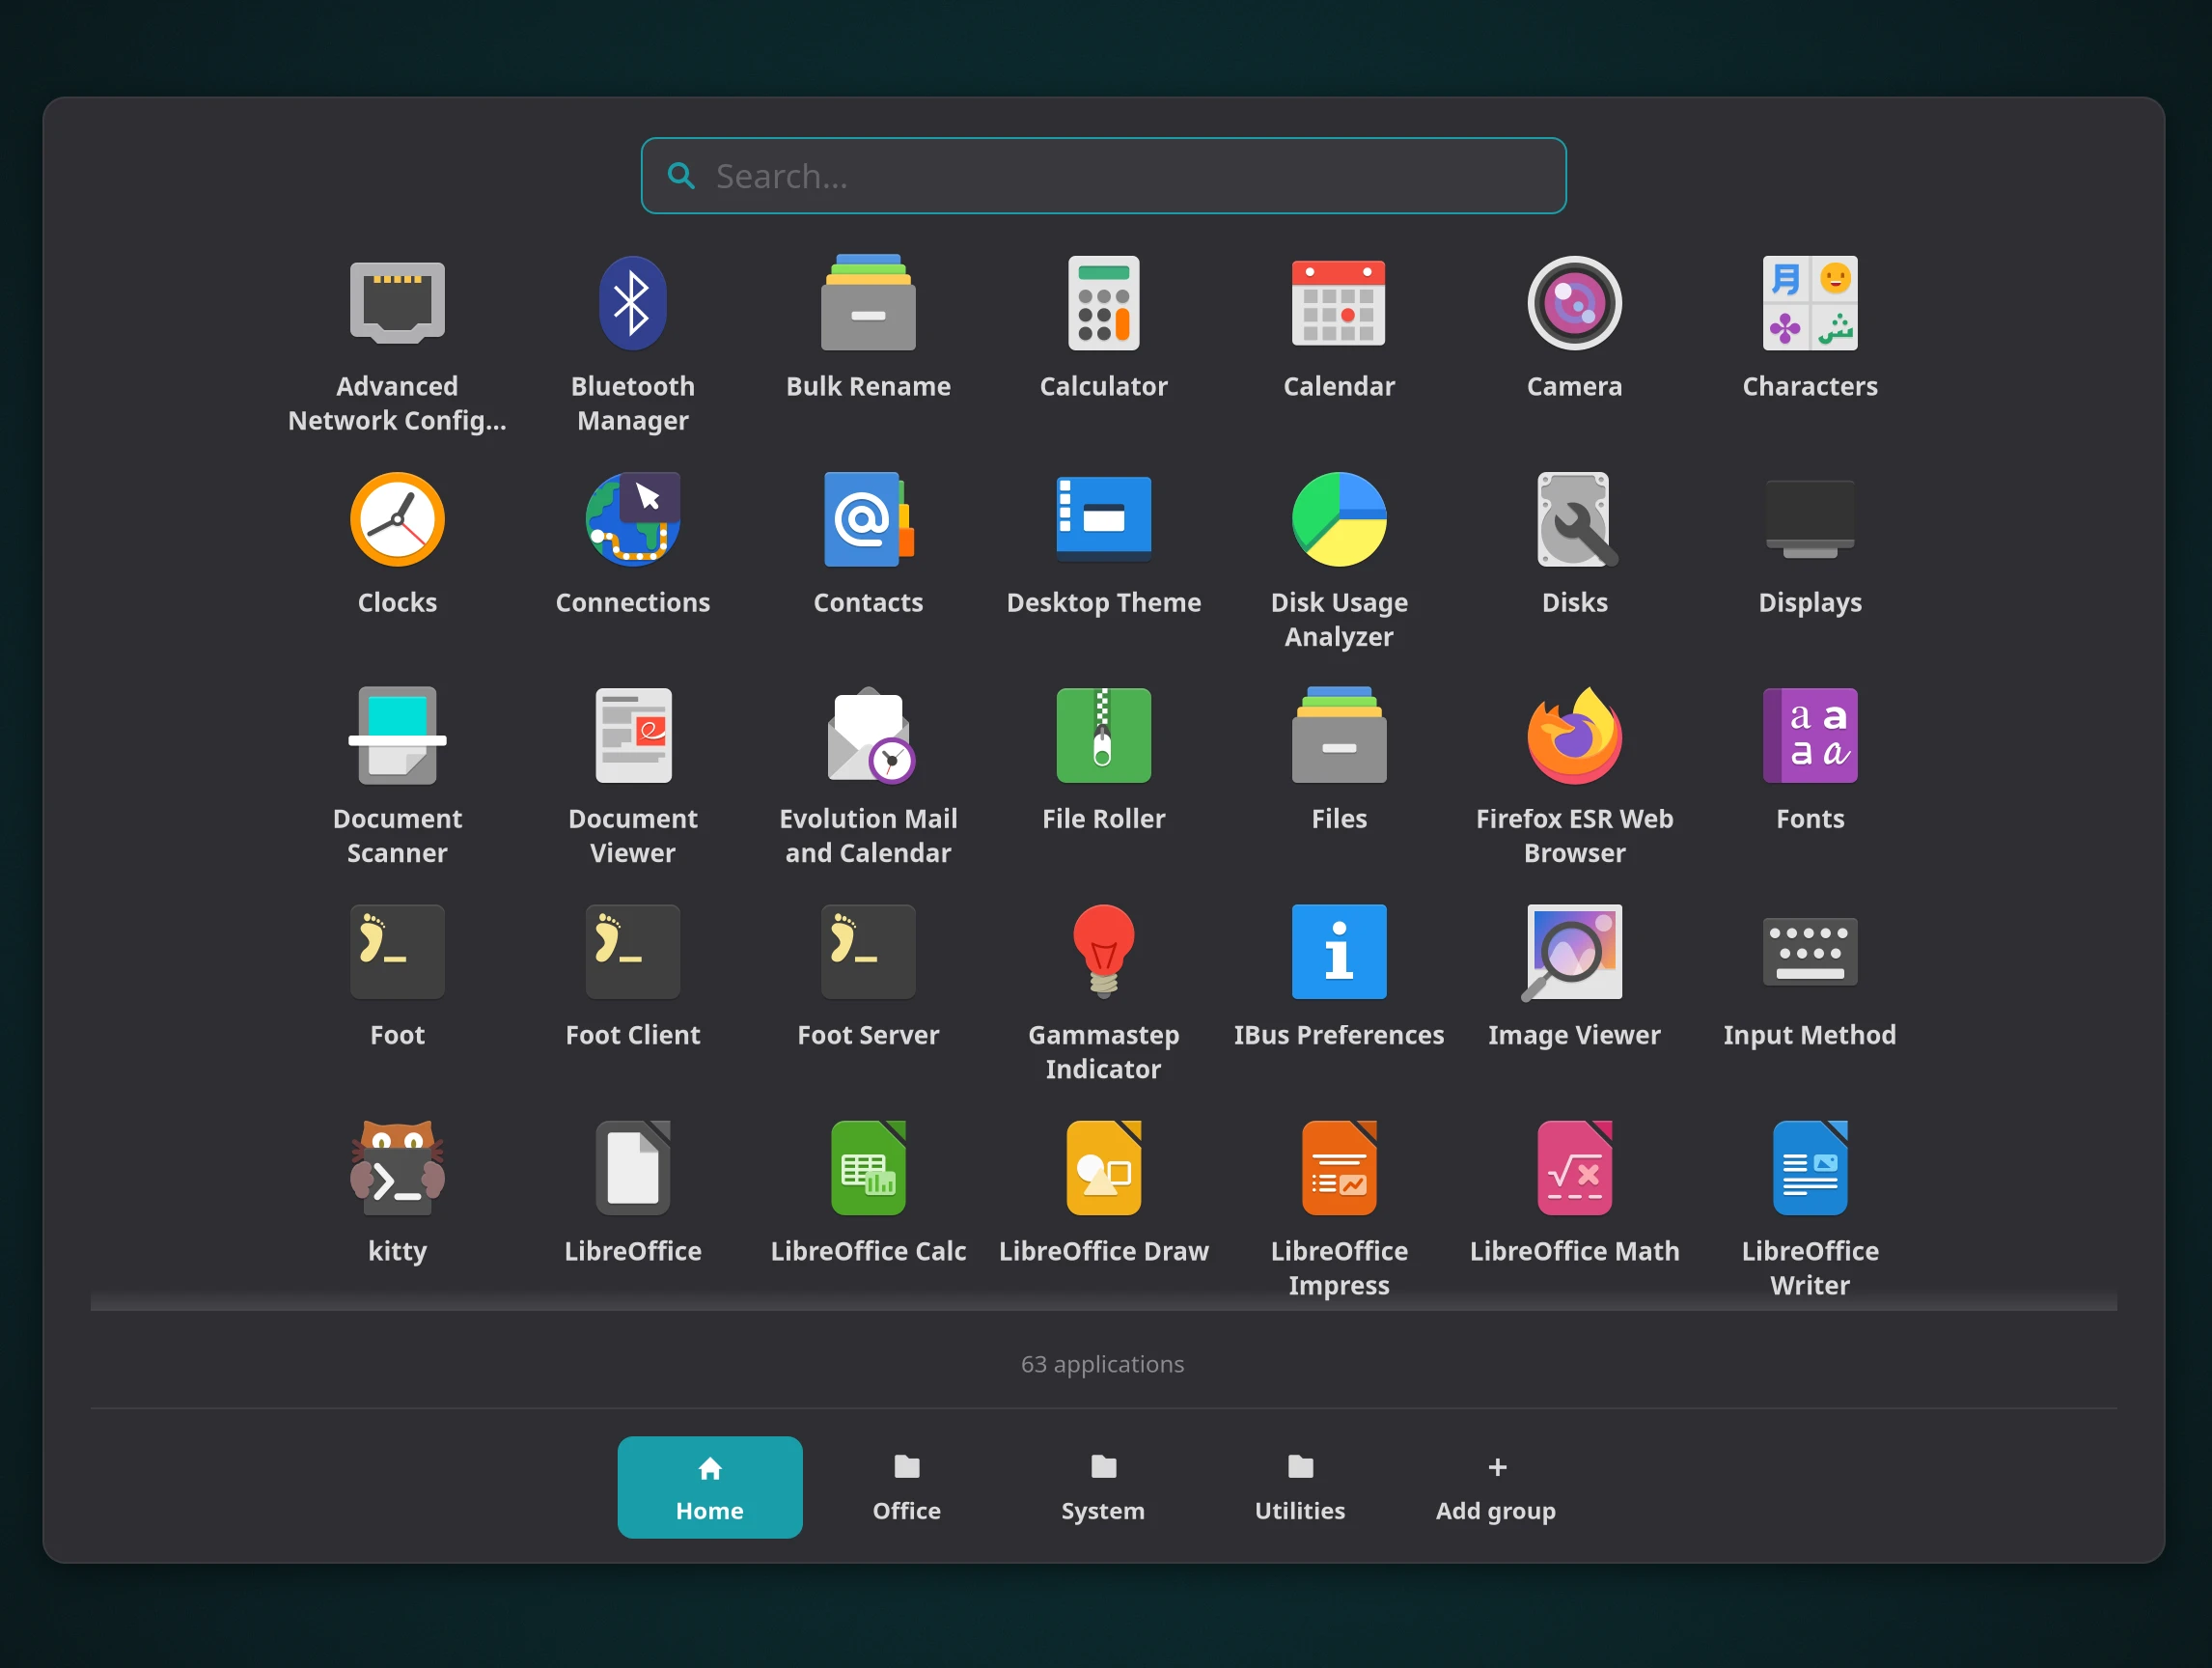 Search...
Advanced
Network Config...
Bluetooth
Manager
Bulk Rename
Calculator
Calendar
Camera
Characters
Clocks
Connections
Contacts
Desktop Theme
Disk Usage
Analyzer
Disks
Displays
Document
Scanner
Document
Viewer
Evolution Mail
and Calendar
File Roller
Files
Firefox ESR Web
Browser
Fonts
Foot
Foot Client
Foot Server
Gammastep
Indicator
IBus Preferences
Image Viewer
Input Method
kitty
LibreOffice
LibreOffice Calc
LibreOffice Draw
LibreOffice
Impress
LibreOffice Math
LibreOffice
Writer
63 applications
Home
Office
System
Utilities
Add group